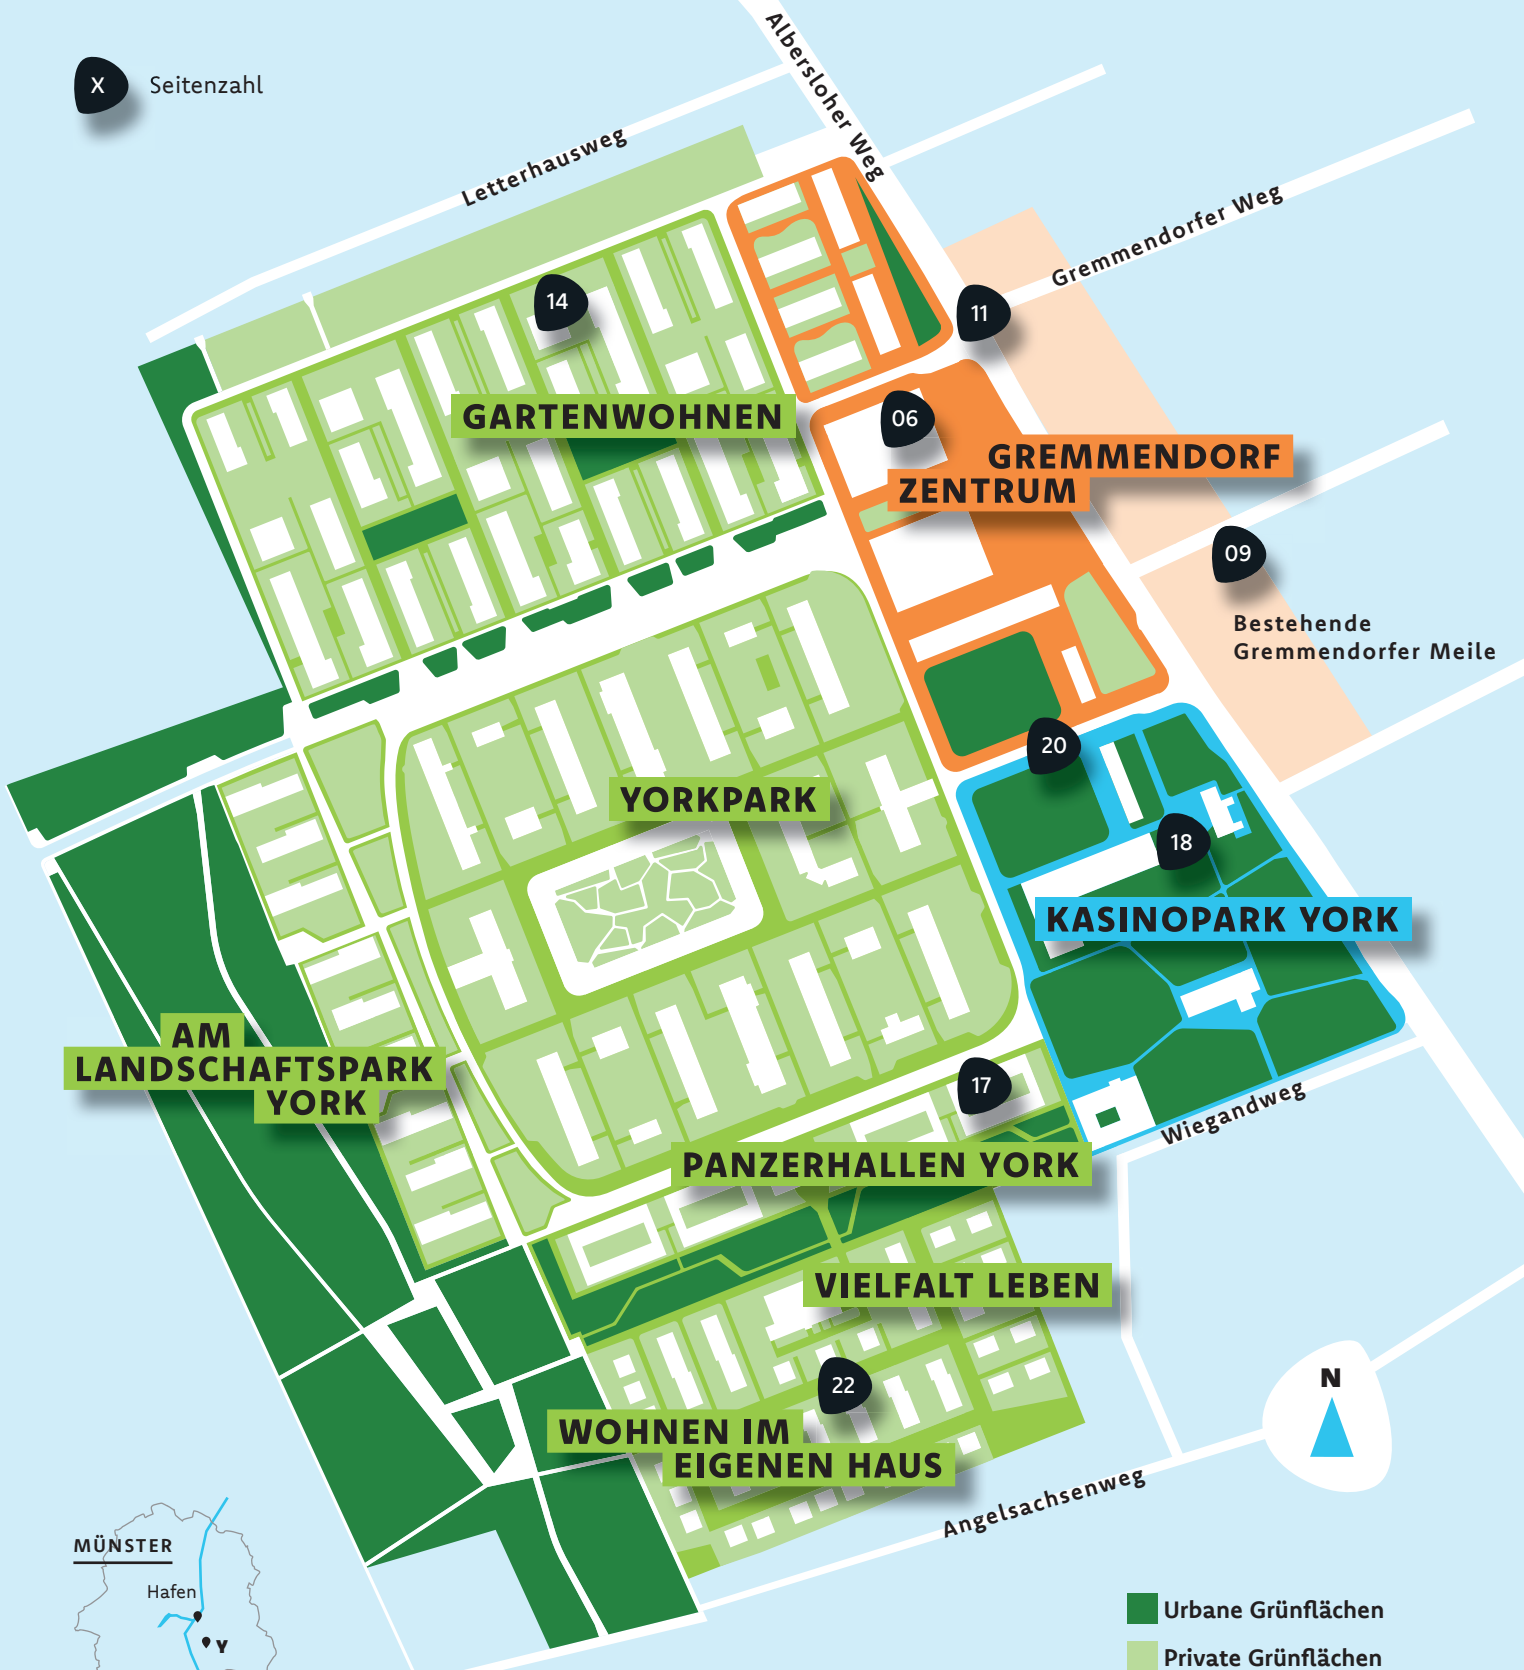 X Seitenzahl
Albersloher Weg
Letterhausweg
Gremmendorfer Weg
14
11
GARTENWOHNEN
06
GREMMENDORF
ZENTRUM
09
Bestehende
Gremmendorfer Meile
20
YORKPARK
18
KASINOPARK YORK
AM
LANDSCHAFTSPARK
YORK
17
Wiegandweg
PANZERHALLEN YORK
VIELFALT LEBEN
22
N
WOHNEN IM
EIGENEN HAUS
Angelsachsenweg
MÜNSTER
Hafen
Y
Urbane Grünflächen
Private Grünflächen